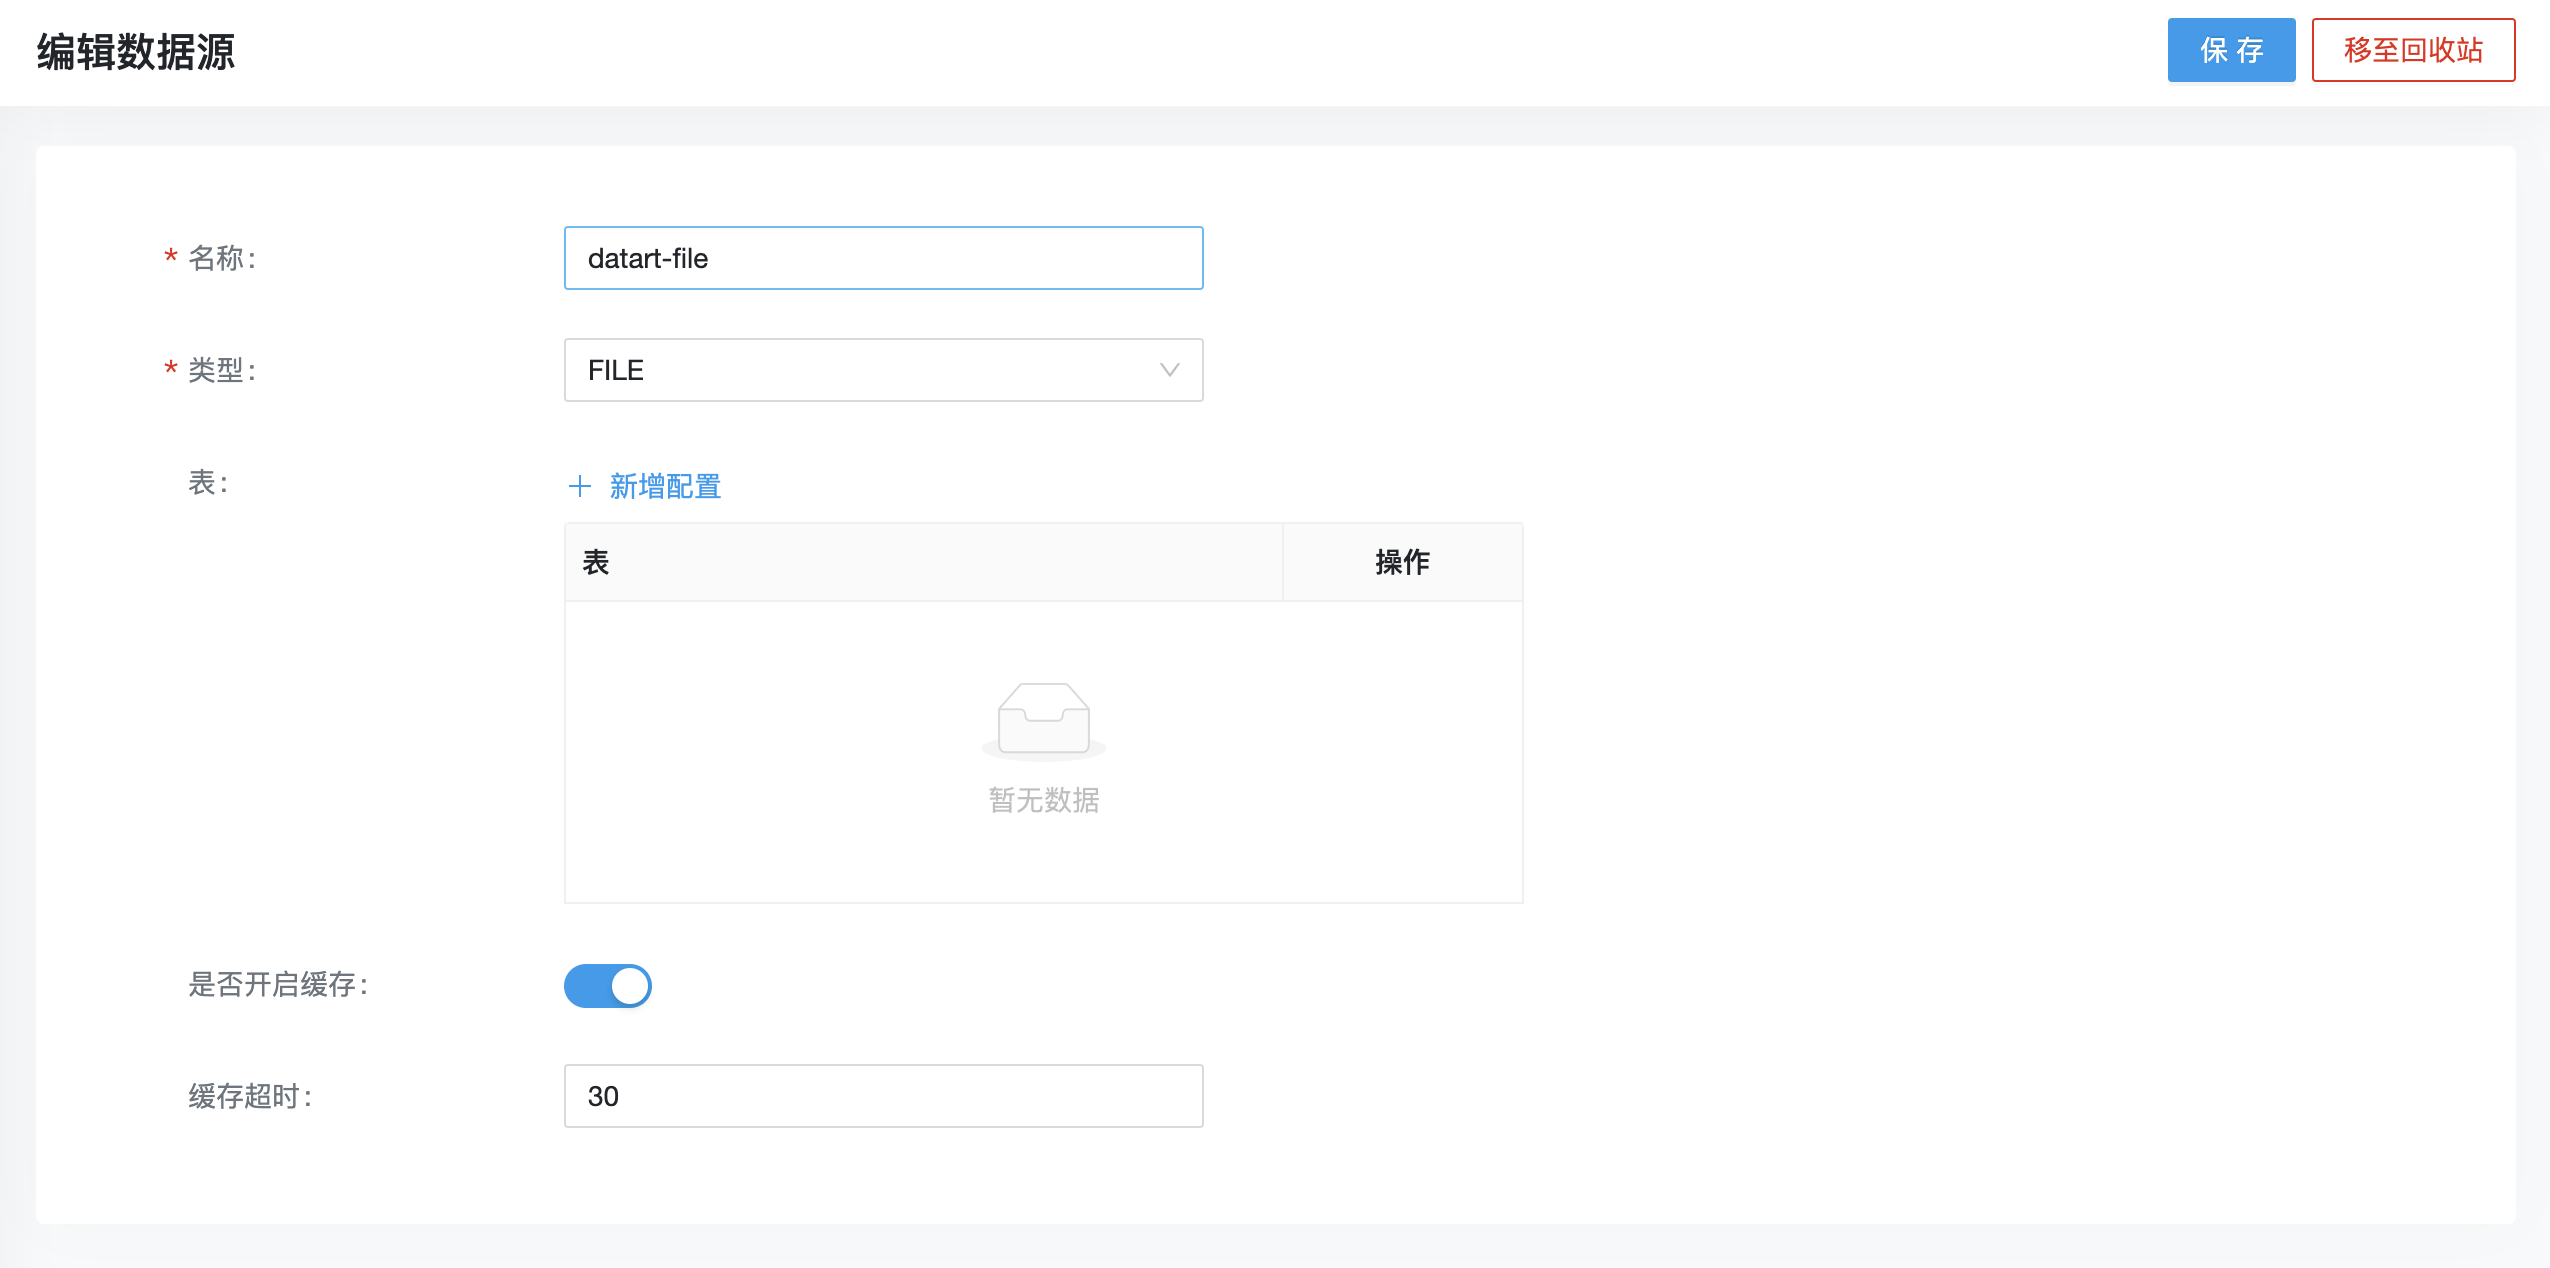 编辑数据源
保 存
移至回收站
* 名称:
datart-file
* 类型:
FILE
表:
+ 新增配置
表
操作
暂无数据
是否开启缓存:
缓存超时:
30